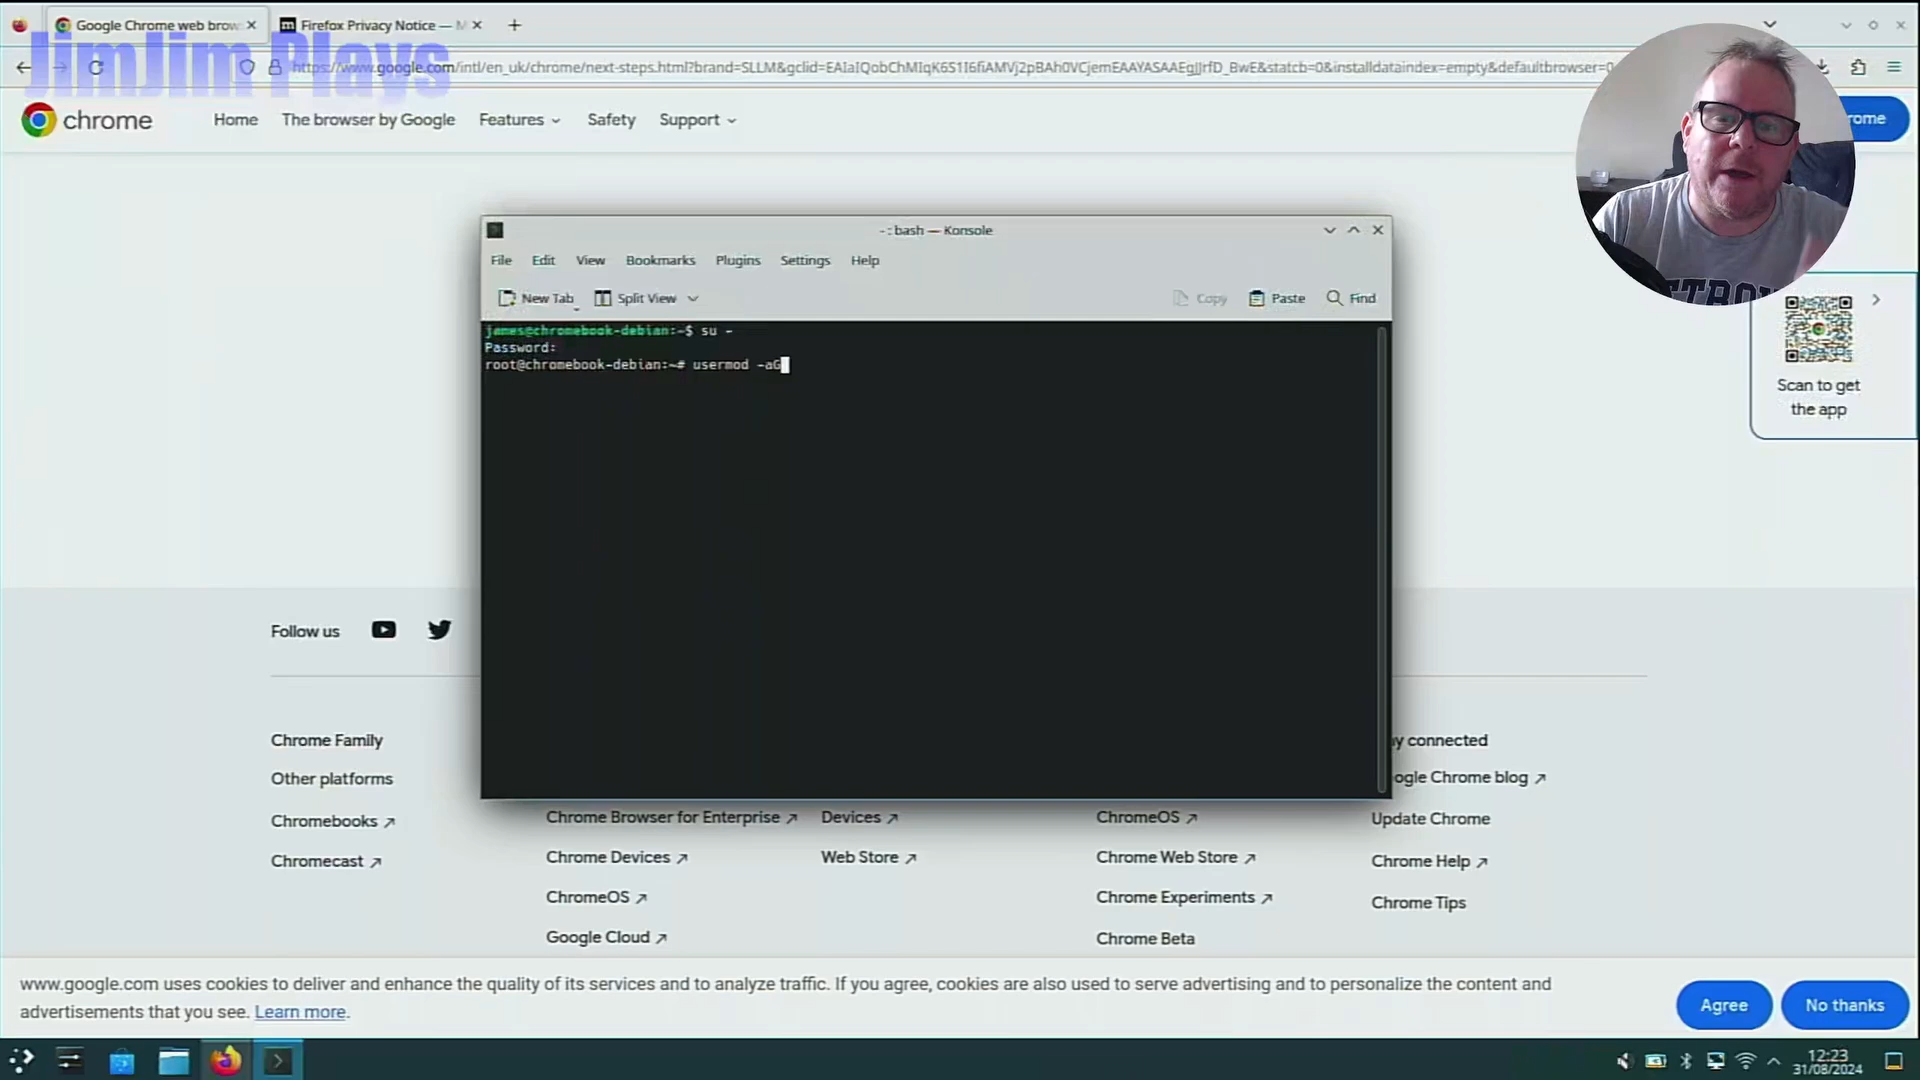 Google Chrome web brow
Firefox Privacy Notice — M
JimJim Plays
https://www.google.com/intl/en_uk/chrome/next-steps.html?brand=SLLM&gclid=EAIaIQobChMIqK6S1I6fiAMVj2pBAh0VCjemEAAYASAAEgJJrfD_BwE&statcb=0&installdataindex=empty&defaultbrowser=0
chrome
Home
The browser by Google
Features
Safety
Support
ome
- : bash — Konsole
File Edit View Bookmarks Plugins Settings Help
New Tab
Split View
Copy
Paste
Find
james@chromebook-debian:~$ su -
Password:
root@chromebook-debian:~# usermod -aG
Scan to get
the app
Follow us
Chrome Family
Other platforms
Chromebooks
Chromecast
Chrome Browser for Enterprise
Chrome Devices
ChromeOS
Google Cloud
Devices
Web Store
ChromeOS
Chrome Web Store
Chrome Experiments
Chrome Beta
y connected
ogle Chrome blog
Update Chrome
Chrome Help
Chrome Tips
www.google.com uses cookies to deliver and enhance the quality of its services and to analyze traffic. If you agree, cookies are also used to serve advertising and to personalize the content and
advertisements that you see. Learn more.
Agree
No thanks
12:23
31/08/2024